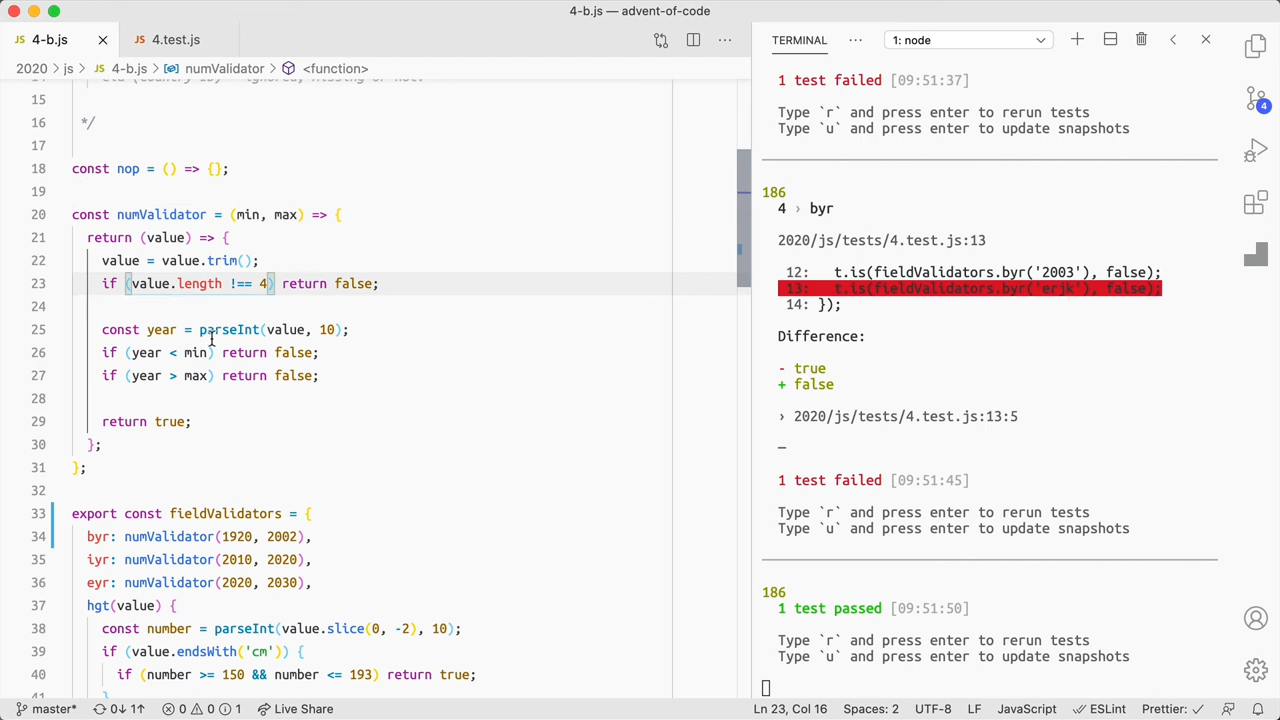 4-b.js — advent-of-code
JS 4-b.js
JS 4.test.js
2020 > js > JS 4-b.js > numValidator > <function>
15
16 */
17
18 const nop = () => {};
19
20 const numValidator = (min, max) => {
21 return (value) => {
22 value = value.trim();
23 if (value.length !== 4) return false;
24
25 const year = parseInt(value, 10);
26 if (year < min) return false;
27 if (year > max) return false;
28
29 return true;
30 };
31 };
32
33 export const fieldValidators = {
34 byr: numValidator(1920, 2002),
35 iyr: numValidator(2010, 2020),
36 eyr: numValidator(2020, 2030),
37 hgt(value) {
38 const number = parseInt(value.slice(0, -2), 10);
39 if (value.endsWith('cm')) {
40 if (number >= 150 && number <= 193) return true;
41 }
TERMINAL ··· 1: node
1 test failed [09:51:37]
Type `r` and press enter to rerun tests
Type `u` and press enter to update snapshots
186
4 › byr
2020/js/tests/4.test.js:13
12: t.is(fieldValidators.byr('2003'), false);
13: t.is(fieldValidators.byr('erjk'), false);
14: });
Difference:
- true
+ false
› 2020/js/tests/4.test.js:13:5
─
1 test failed [09:51:45]
Type `r` and press enter to rerun tests
Type `u` and press enter to update snapshots
186
1 test passed [09:51:50]
Type `r` and press enter to rerun tests
Type `u` and press enter to update snapshots
4
master* 0↓ 1↑ 0 0 1 Live Share Ln 23, Col 16 Spaces: 2 UTF-8 LF JavaScript ESLint Prettier: ✓